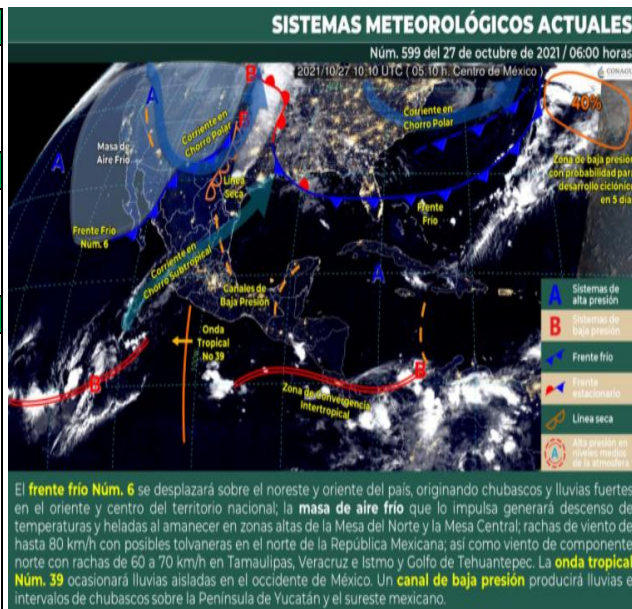 SISTEMAS METEOROLÓGICOS ACTUALES
Núm. 599 del 27 de octubre de 2021 / 06:00 horas
2021/10/27 10:10 UTC ( 05:10 h. Centro de México )
CONAGUA
B
A
Corriente en
Chorro Polar
Masa de
Aire Frío
A
Línea
Seca
Frente Frío
Núm. 6
Corriente en
Chorro Subtropical
Corriente en
Chorro Polar
40%
Zona de baja presión
con probabilidad para
desarrollo ciclónico
en 5 días
Frente
Frío
A
Canales de
Baja Presión
Onda
Tropical
No 39
B
Zona de Convergencia
Intertropical
B
A Sistemas de
alta presión
B Sistemas de
baja presión
Frente frío
Frente
estacionario
Línea seca
A Alta presión en
niveles medios
de la atmósfera
El frente frío Núm. 6 se desplazará sobre el noreste y oriente del país, originando chubascos y lluvias fuertes
en el oriente y centro del territorio nacional; la masa de aire frío que lo impulsa generará descenso de
temperaturas y heladas al amanecer en zonas altas de la Mesa del Norte y la Mesa Central; rachas de viento de
hasta 80 km/h con posibles tolvaneras en el norte de la República Mexicana; así como viento de componente
norte con rachas de 60 a 70 km/h en Tamaulipas, Veracruz e Istmo y Golfo de Tehuantepec. La onda tropical
Núm. 39 ocasionará lluvias aisladas en el occidente de México. Un canal de baja presión producirá lluvias e
intervalos de chubascos sobre la Península de Yucatán y el sureste mexicano.